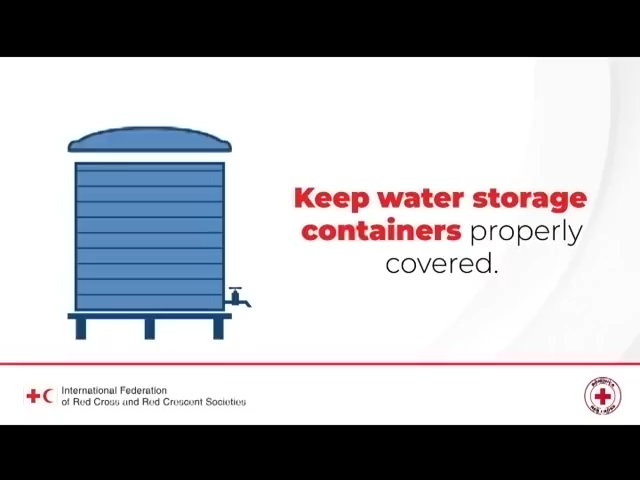 Keep water storage
containers properly
covered.
International Federation
of Red Cross and Red Crescent Societies